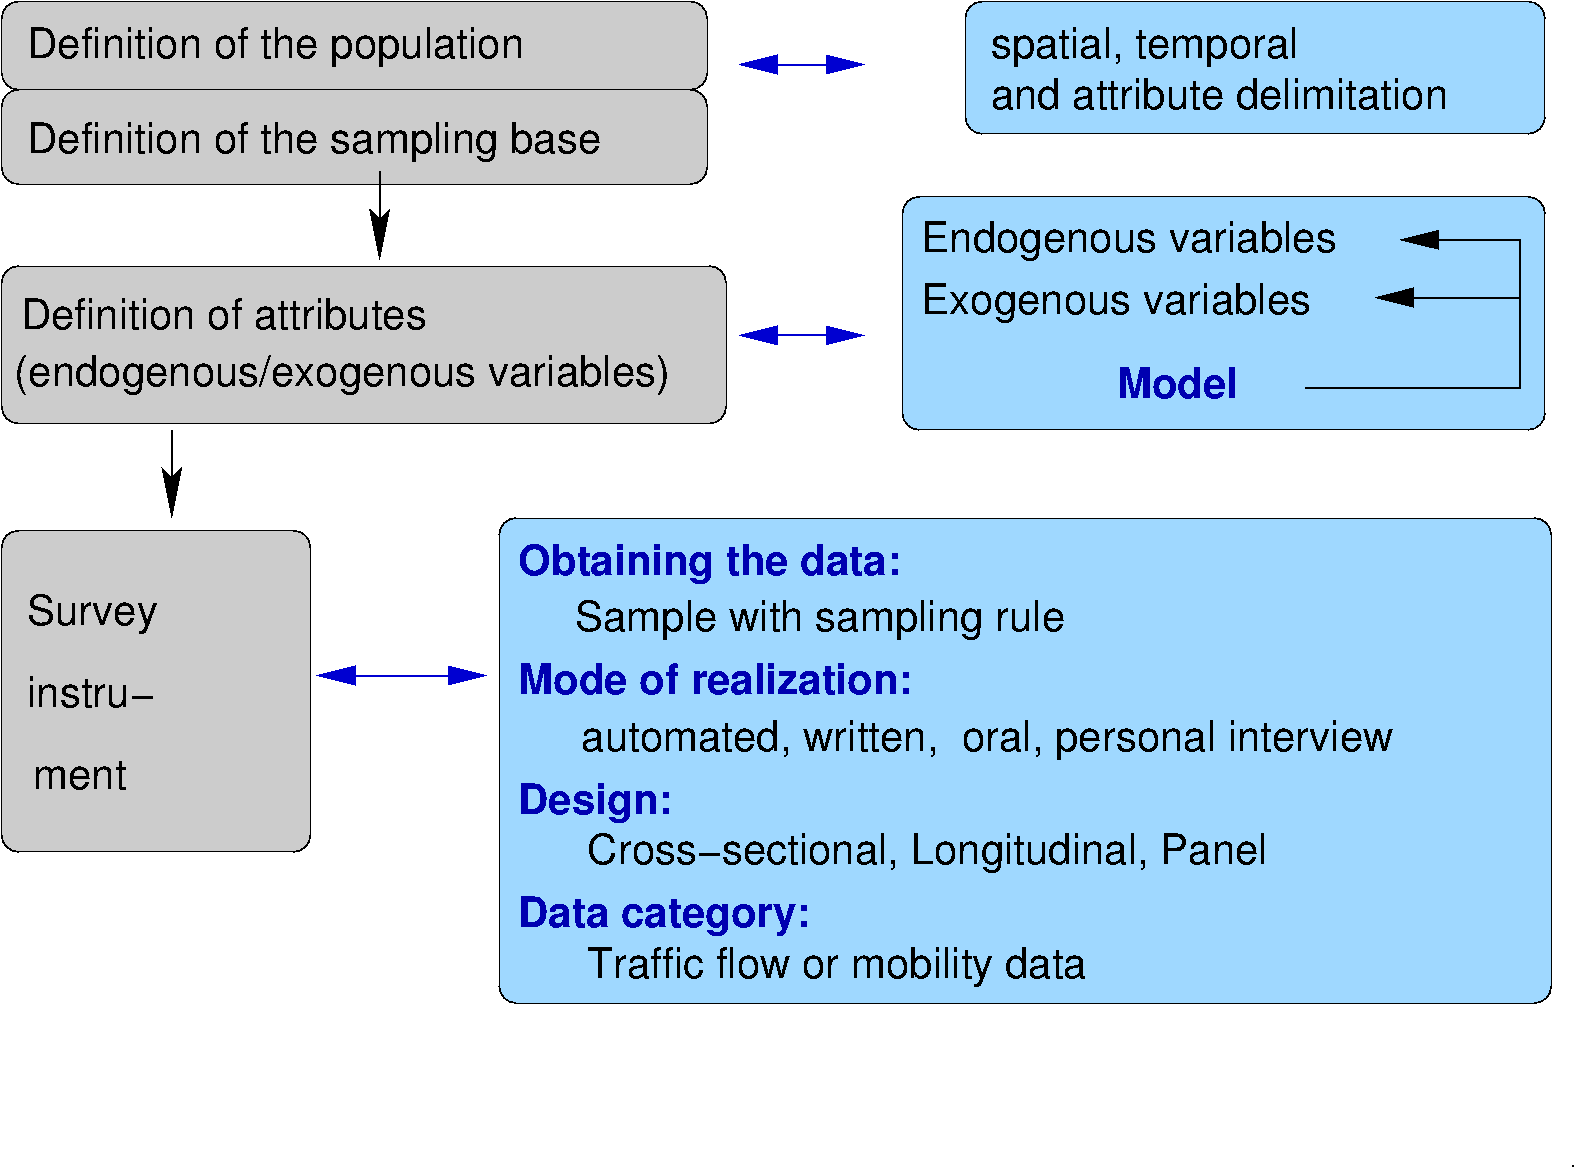 Definition of the population
Definition of the sampling base
spatial, temporal
and attribute delimitation
Definition of attributes
(endogenous/exogenous variables)
Endogenous variables
Exogenous variables
Model
Survey
instru−
ment
Obtaining the data:
Sample with sampling rule
Mode of realization:
automated, written,  oral, personal interview
Design:
Cross−sectional, Longitudinal, Panel
Data category:
Traffic flow or mobility data